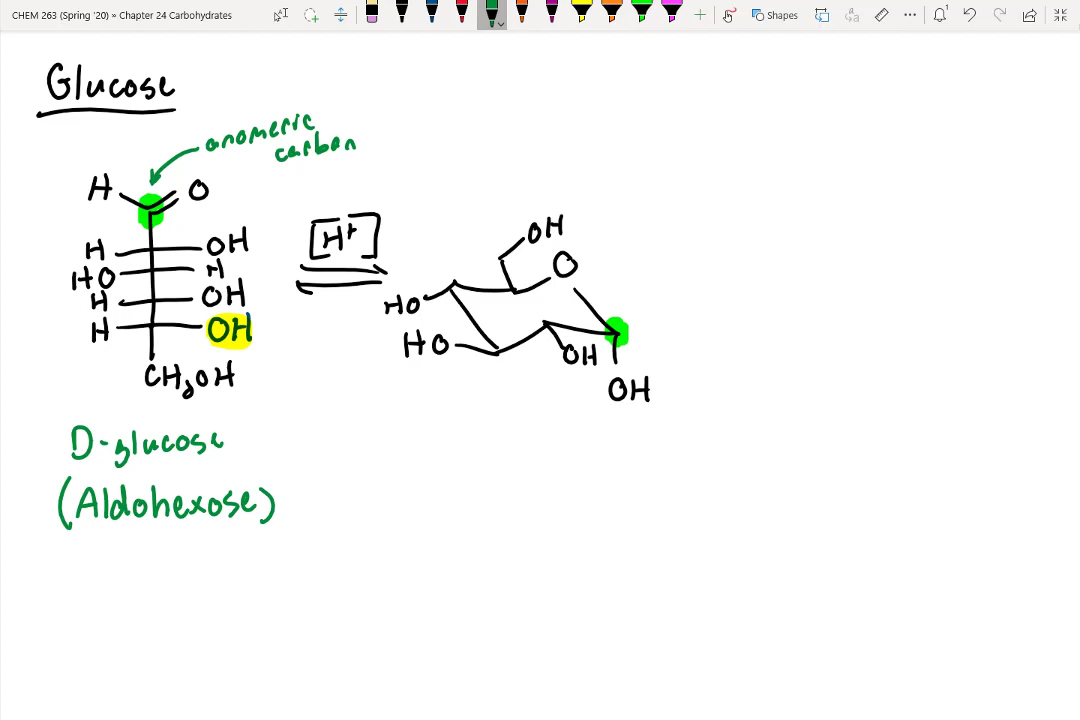 CHEM 263 (Spring '20) » Chapter 24 Carbohydrates
Shapes
1
Glucose
anomeric
carbon
H O
H OH
HO H
H OH
H OH
CH₂OH
[H⁺]
OH
O
HO
HO
OH
OH
D-glucose
(Aldohexose)